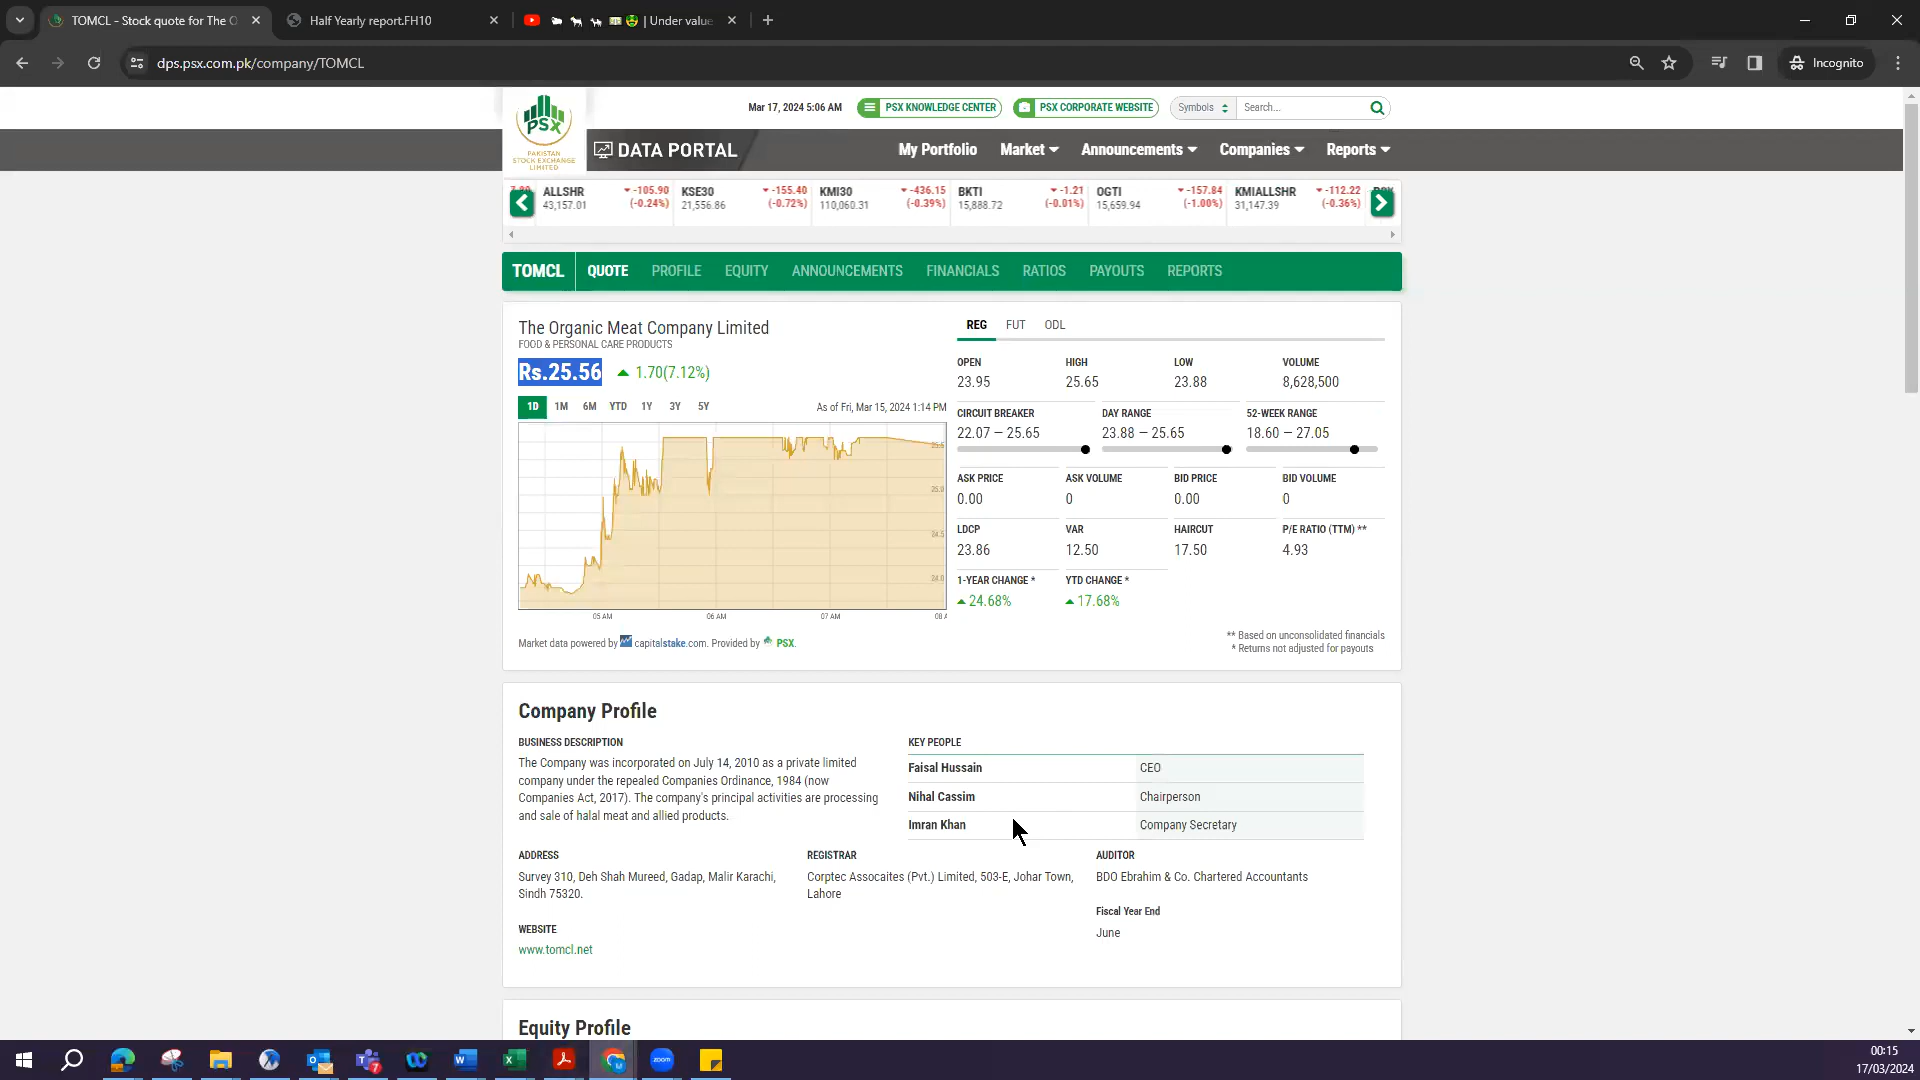 TOMCL - Stock quote for The O
Half Yearly report.FH10
| Under value
dps.psx.com.pk/company/TOMCL
Incognito
PSX
PAKISTAN
STOCK EXCHANGE
LIMITED
Mar 17, 2024 5:06 AM
PSX KNOWLEDGE CENTER
PSX CORPORATE WEBSITE
Symbols
Search...
DATA PORTAL
My Portfolio Market Announcements Companies Reports
ALLSHR -105.90 KSE30 -155.40 KMI30 -436.15 BKTI -1.21 OGTI -157.84 KMIALLSHR -112.22
43,157.01 (-0.24%) 21,556.86 (-0.72%) 110,060.31 (-0.39%) 15,888.72 (-0.01%) 15,659.94 (-1.00%) 31,147.39 (-0.36%)
TOMCL QUOTE PROFILE EQUITY ANNOUNCEMENTS FINANCIALS RATIOS PAYOUTS REPORTS
The Organic Meat Company Limited
FOOD & PERSONAL CARE PRODUCTS
Rs.25.56 1.70(7.12%)
1D 1M 6M YTD 1Y 3Y 5Y
As of Fri, Mar 15, 2024 1:14 PM
24.5
24.0
05 AM 06 AM 07 AM 08 A
Market data powered by capitalstake.com. Provided by PSX.
REG FUT ODL
OPEN HIGH LOW VOLUME
23.95 25.65 23.88 8,628,500
CIRCUIT BREAKER DAY RANGE 52-WEEK RANGE
22.07 — 25.65 23.88 — 25.65 18.60 — 27.05
ASK PRICE ASK VOLUME BID PRICE BID VOLUME
0.00 0 0.00 0
LDCP VAR HAIRCUT P/E RATIO (TTM) **
23.86 12.50 17.50 4.93
1-YEAR CHANGE * YTD CHANGE *
24.68% 17.68%
** Based on unconsolidated financials
* Returns not adjusted for payouts
Company Profile
BUSINESS DESCRIPTION
The Company was incorporated on July 14, 2010 as a private limited
company under the repealed Companies Ordinance, 1984 (now
Companies Act, 2017). The company's principal activities are processing
and sale of halal meat and allied products.
KEY PEOPLE
Faisal Hussain CEO
Nihal Cassim Chairperson
Imran Khan Company Secretary
ADDRESS
Survey 310, Deh Shah Mureed, Gadap, Malir Karachi,
Sindh 75320.
REGISTRAR
Corptec Assocaites (Pvt.) Limited, 503-E, Johar Town,
Lahore
AUDITOR
BDO Ebrahim & Co. Chartered Accountants
WEBSITE
www.tomcl.net
Fiscal Year End
June
Equity Profile
7
zoom
00:15
17/03/2024